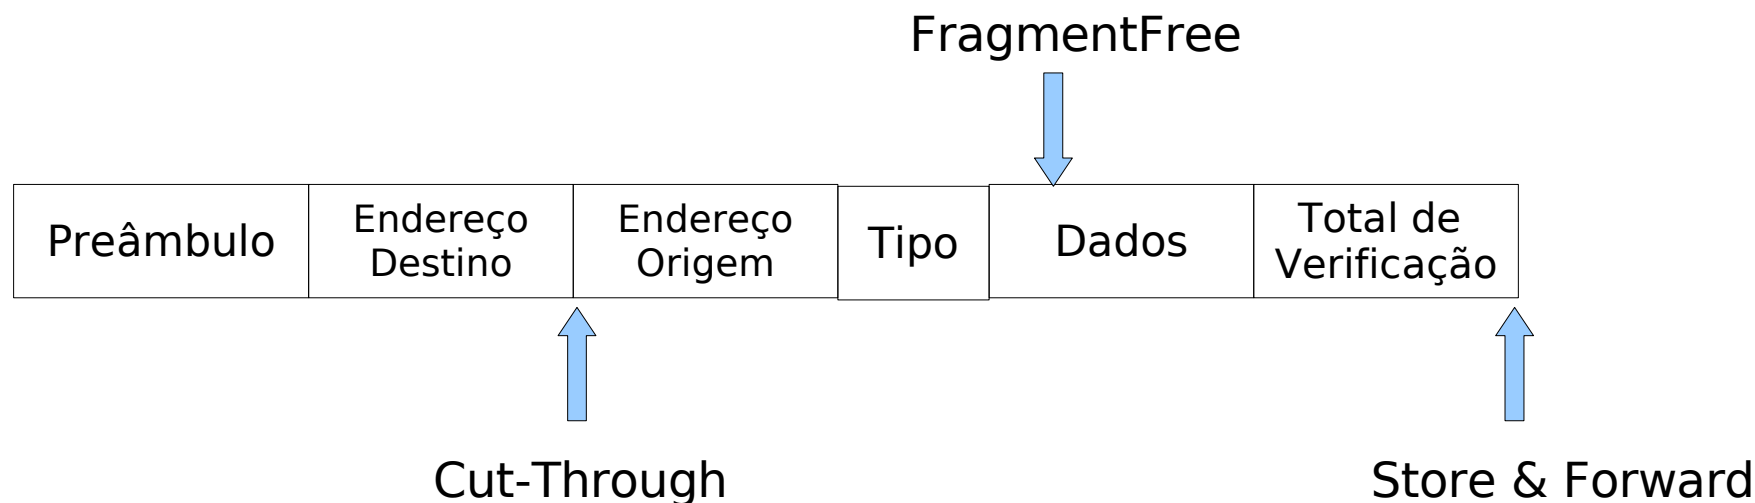 FragmentFree
Preâmbulo
Endereço
Destino
Endereço
Origem
Tipo
Dados
Total de
Verificação
Cut-Through
Store & Forward